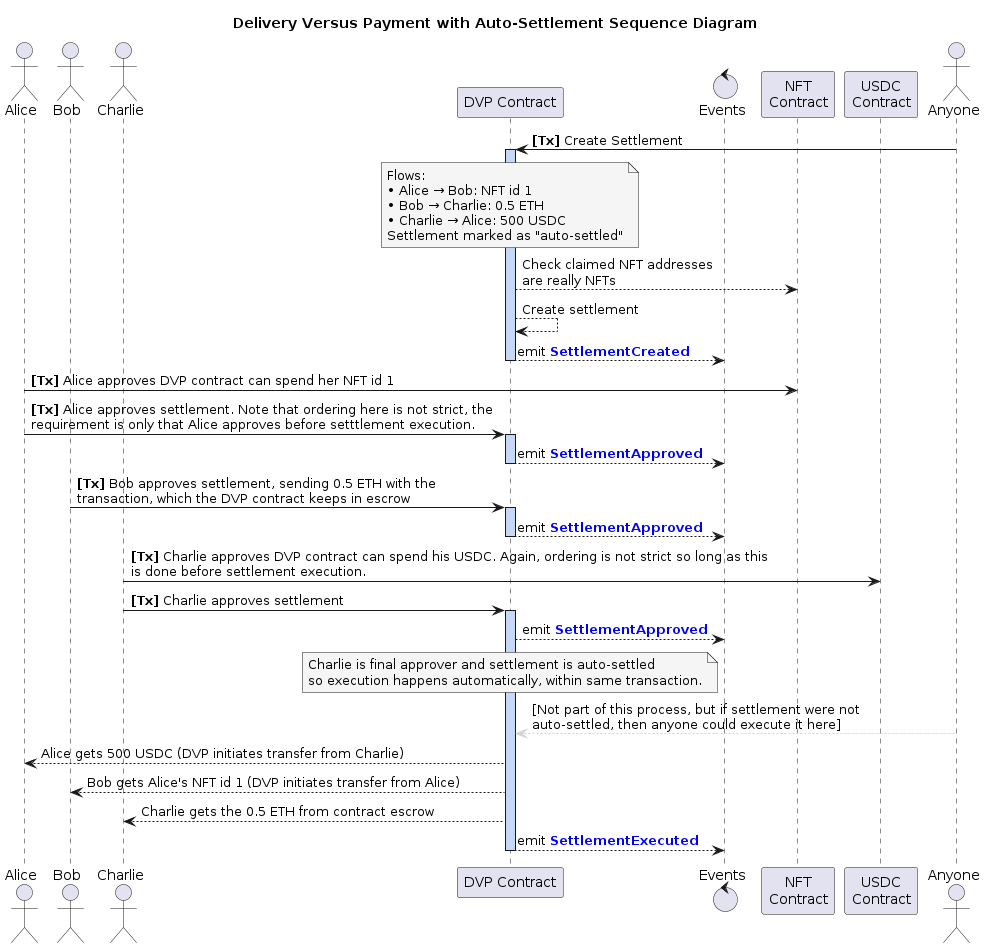 Delivery Versus Payment with Auto-Settlement Sequence Diagram
Alice
Bob
Charlie
DVP Contract
Events
NFT
Contract
USDC
Contract
Anyone
[Tx] Create Settlement
Flows:
• Alice → Bob: NFT id 1
• Bob → Charlie: 0.5 ETH
• Charlie → Alice: 500 USDC
Settlement marked as "auto-settled"
Check claimed NFT addresses
are really NFTs
Create settlement
emit SettlementCreated
[Tx] Alice approves DVP contract can spend her NFT id 1
[Tx] Alice approves settlement. Note that ordering here is not strict, the
requirement is only that Alice approves before setttlement execution.
emit SettlementApproved
[Tx] Bob approves settlement, sending 0.5 ETH with the
transaction, which the DVP contract keeps in escrow
emit SettlementApproved
[Tx] Charlie approves DVP contract can spend his USDC. Again, ordering is not strict so long as this
is done before settlement execution.
[Tx] Charlie approves settlement
emit SettlementApproved
Charlie is final approver and settlement is auto-settled
so execution happens automatically, within same transaction.
[Not part of this process, but if settlement were not
auto-settled, then anyone could execute it here]
Alice gets 500 USDC (DVP initiates transfer from Charlie)
Bob gets Alice's NFT id 1 (DVP initiates transfer from Alice)
Charlie gets the 0.5 ETH from contract escrow
emit SettlementExecuted
Alice
Bob
Charlie
DVP Contract
Events
NFT
Contract
USDC
Contract
Anyone